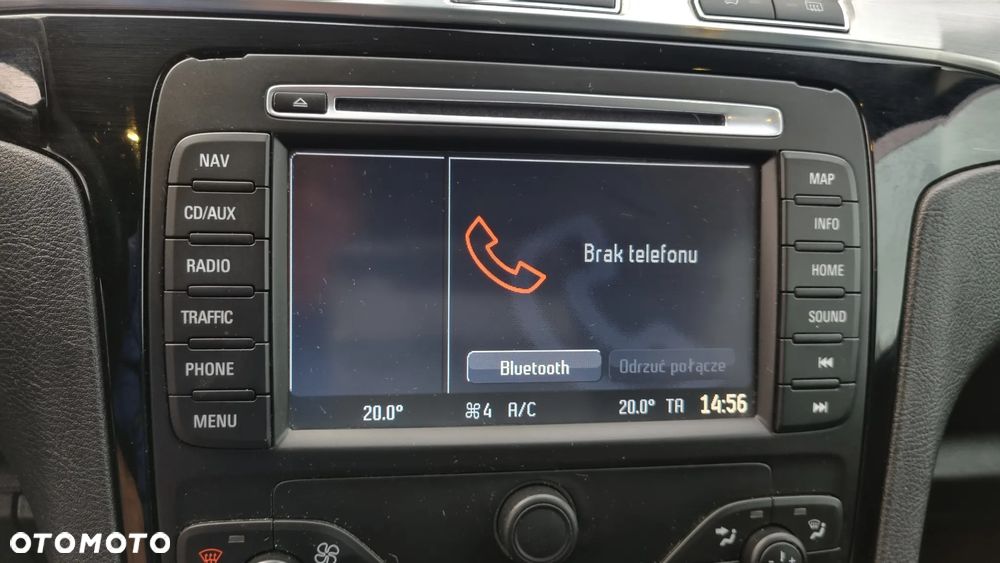 NAV
CD/AUX
RADIO
TRAFFIC
PHONE
MENU
Brak telefonu
Bluetooth
Odrzuć połącze
20.0°
4 A/C
20.0° TA 14:56
MAP
INFO
HOME
SOUND
OTOMOTO